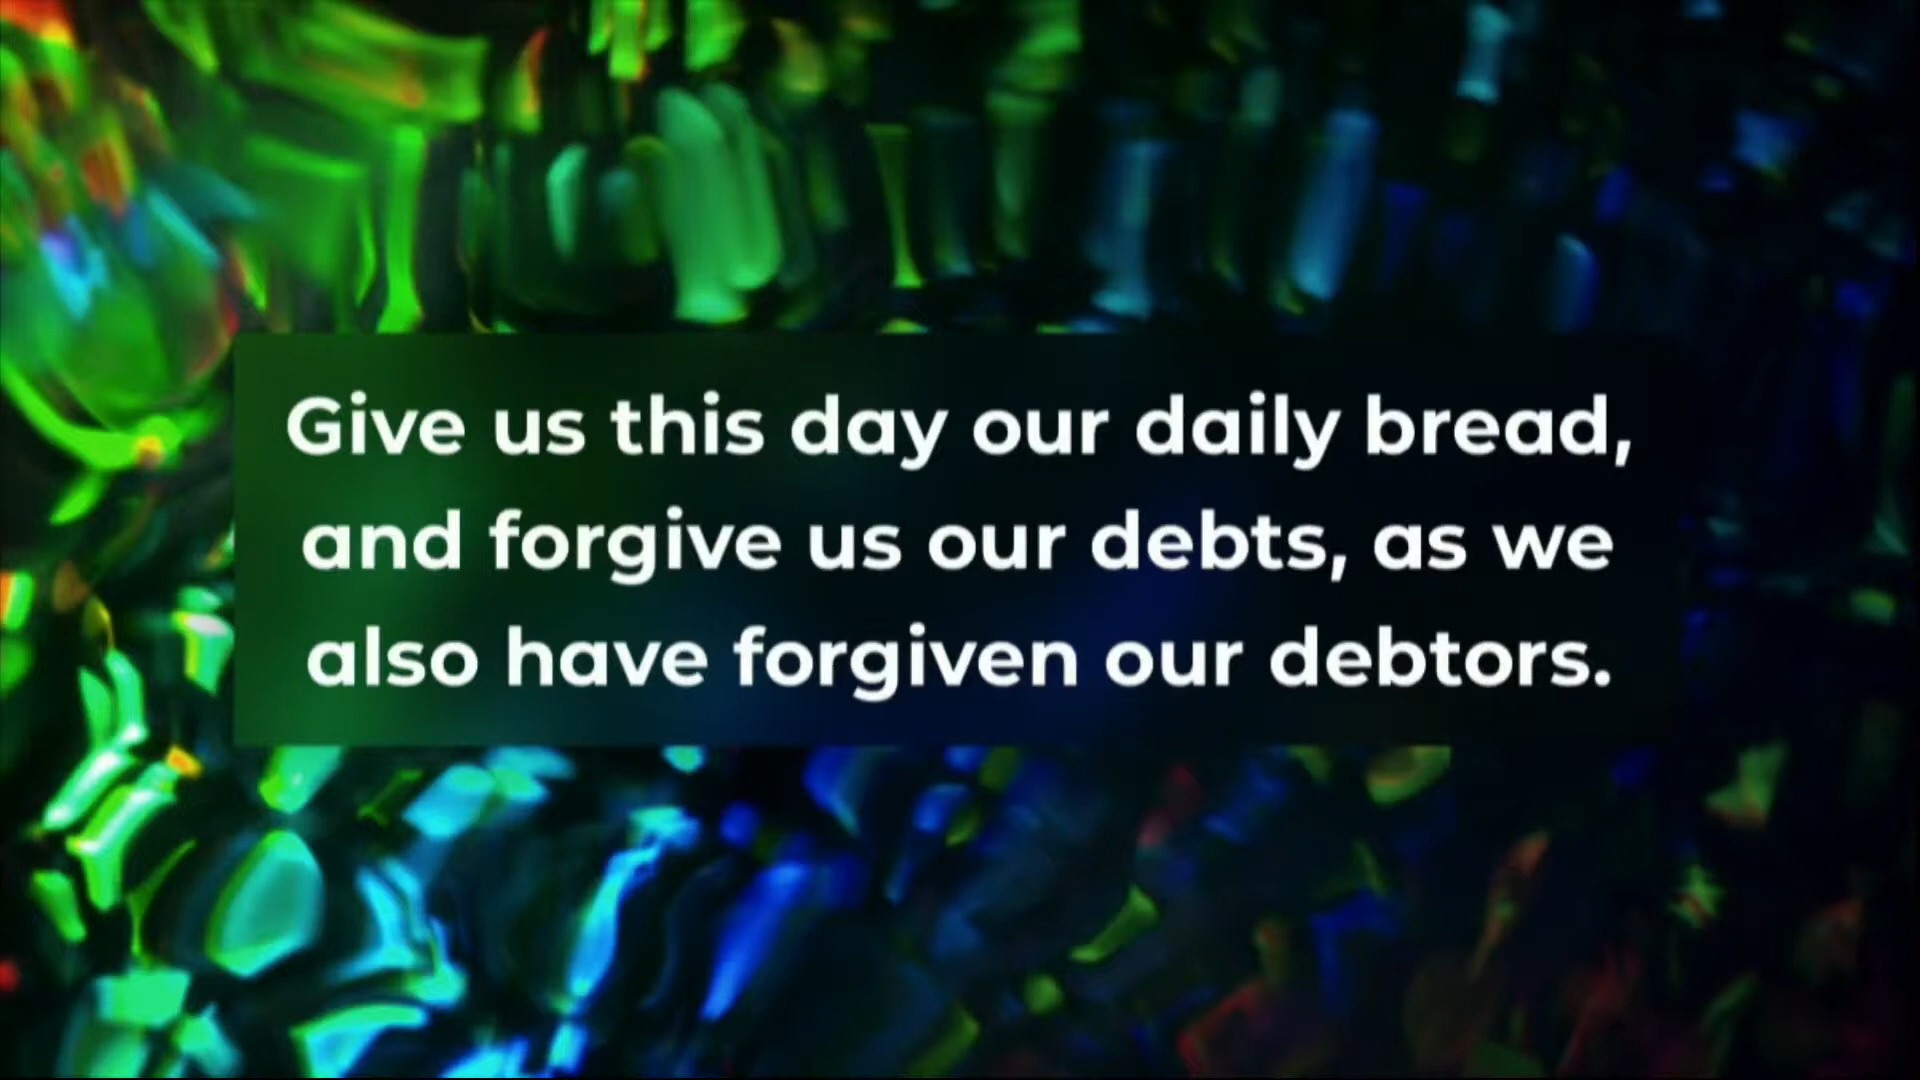 Give us this day our daily bread,
and forgive us our debts, as we
also have forgiven our debtors.